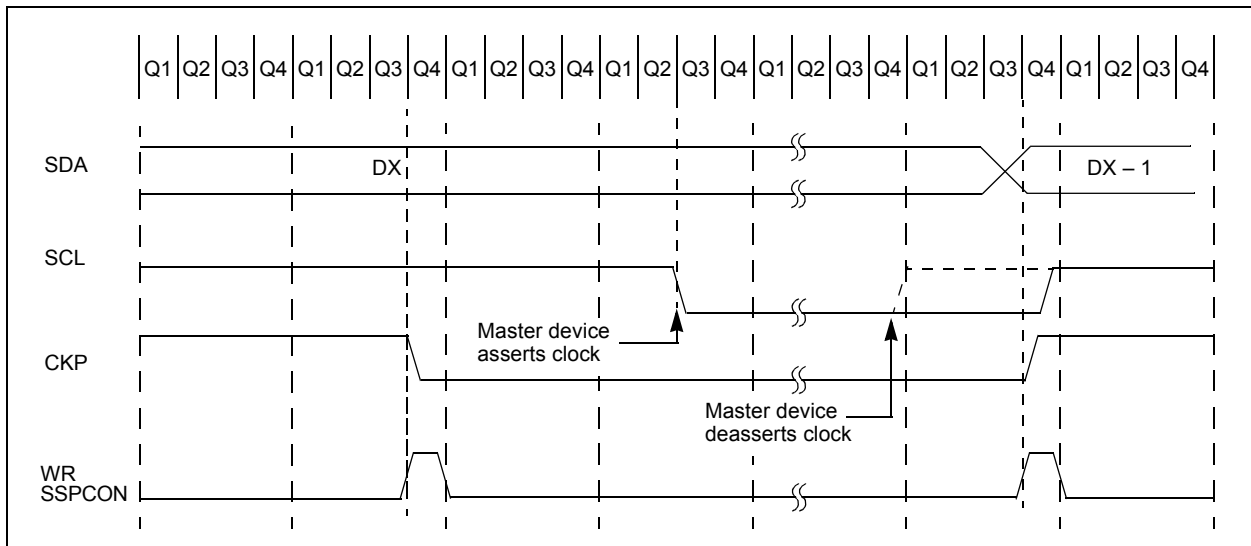 Q1 Q2 Q3 Q4 Q1 Q2 Q3 Q4 Q1 Q2 Q3 Q4 Q1 Q2 Q3 Q4 Q1 Q2 Q3 Q4 Q1 Q2 Q3 Q4 Q1 Q2 Q3 Q4
SDA
DX
DX – 1
SCL
Master device
asserts clock
CKP
Master device
deasserts clock
WR
SSPCON